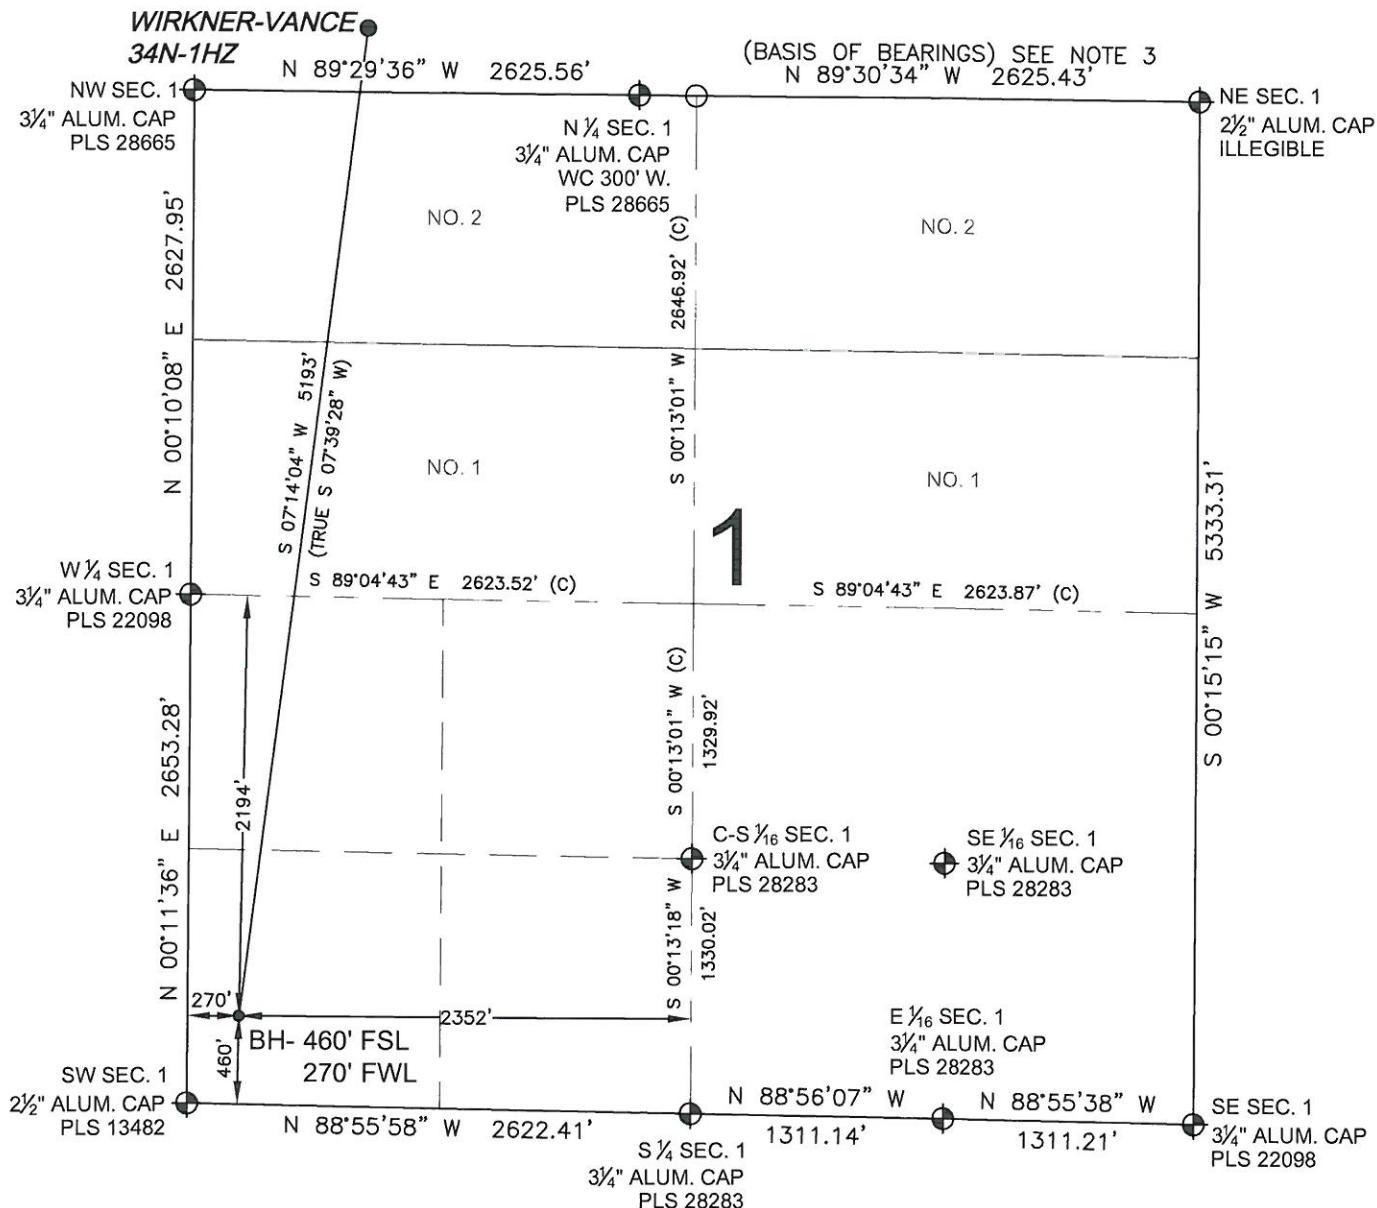 WIRKNER-VANCE
34N-1HZ
N 89°29'36" W 2625.56'
(BASIS OF BEARINGS) SEE NOTE 3
N 89°30'34" W 2625.43'
NW SEC. 1
3¼" ALUM. CAP
PLS 28665
N ¼ SEC. 1
3¼" ALUM. CAP
WC 300' W.
PLS 28665
NE SEC. 1
2½" ALUM. CAP
ILLEGIBLE
N 00°10'08" E 2627.95'
NO. 2
S 00°13'01" W 2646.92' (C)
NO. 2
S 07°14'04" W 5193'
(TRUE S 07°39'28" W)
NO. 1
NO. 1
1
S 00°15'15" W 5333.31'
W ¼ SEC. 1
3¼" ALUM. CAP
PLS 22098
S 89°04'43" E 2623.52' (C)
S 89°04'43" E 2623.87' (C)
N 00°11'36" E 2653.28'
2194'
S 00°13'01" W (C)
1329.92'
C-S 1⁄16 SEC. 1
3¼" ALUM. CAP
PLS 28283
SE 1⁄16 SEC. 1
3¼" ALUM. CAP
PLS 28283
S 00°13'18" W
1330.02'
270'
2352'
460'
BH- 460' FSL
270' FWL
E 1⁄16 SEC. 1
3¼" ALUM. CAP
PLS 28283
SW SEC. 1
2½" ALUM. CAP
PLS 13482
N 88°55'58" W 2622.41'
S ¼ SEC. 1
3¼" ALUM. CAP
PLS 28283
N 88°56'07" W
1311.14'
N 88°55'38" W
1311.21'
SE SEC. 1
3¼" ALUM. CAP
PLS 22098